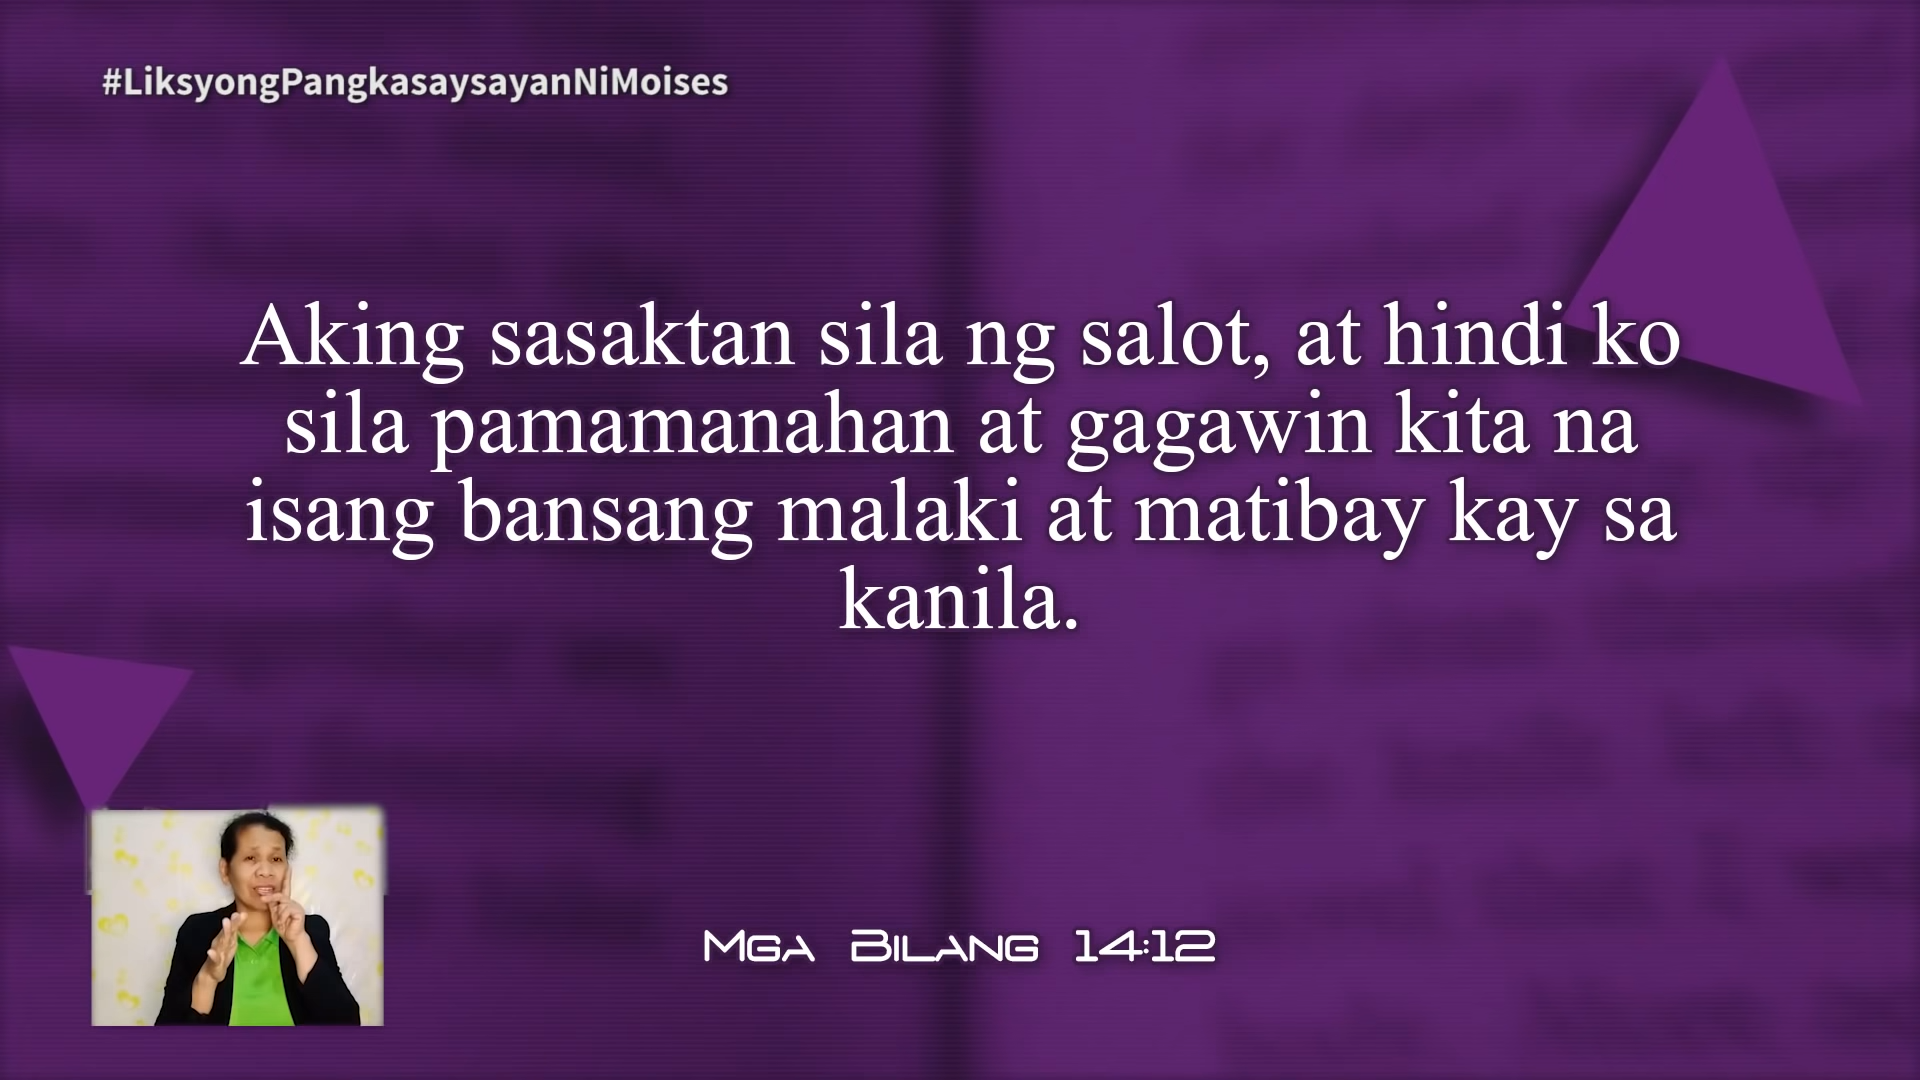 #LiksyongPangkasaysayanNiMoises
Aking sasaktan sila ng salot, at hindi ko
sila pamamanahan at gagawin kita na
isang bansang malaki at matibay kay sa
kanila.
Mga Bilang 14:12